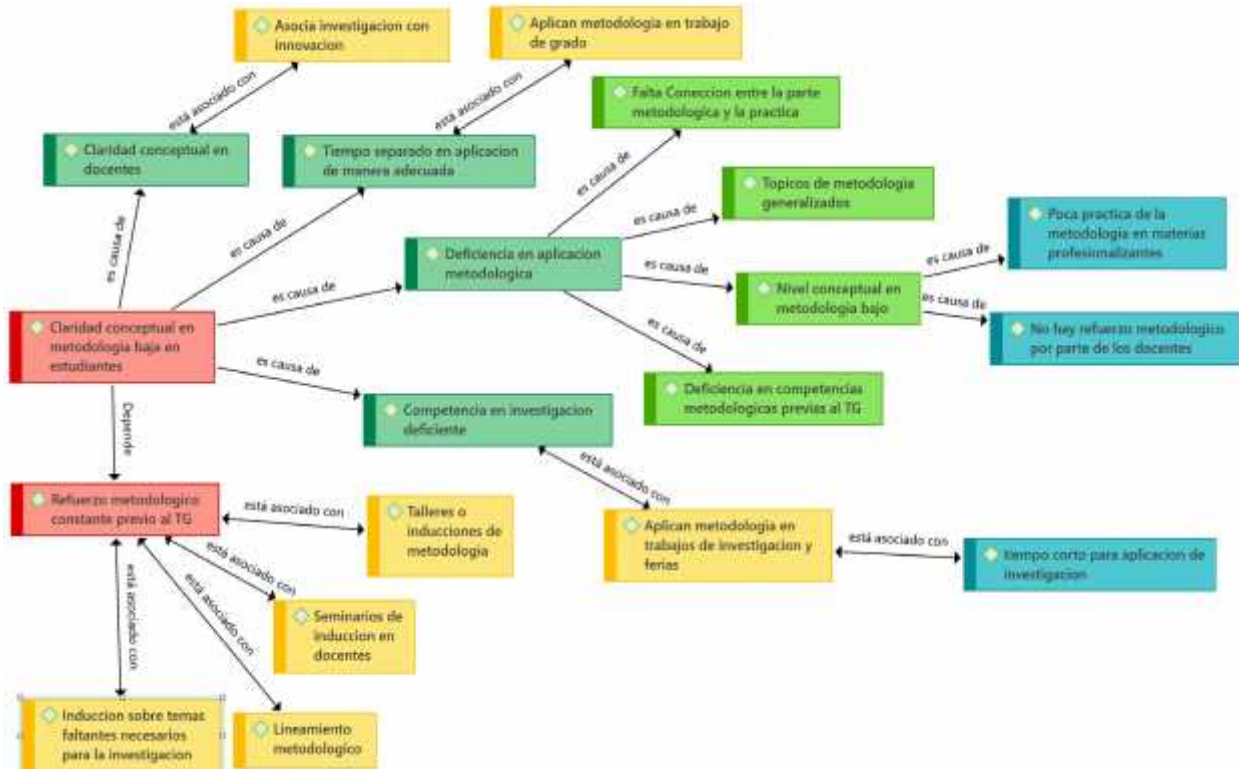 Asocia investigacion con
innovacion
Aplican metodologia en trabajo
de grado
está asociado con
está asociado con
Falta Coneccion entre la parte
metodologica y la practica
Claridad conceptual en
docentes
Tiempo separado en aplicacion
de manera adecuada
es causa de
Topicos de metodologia
generalizados
es causa de
es causa de
es causa de
Poca practica de la
metodologia en materias
profesionalizantes
Deficiencia en aplicacion
metodologica
es causa de
es causa de
Nivel conceptual en
metodologia bajo
es causa de
es causa de
Claridad conceptual en
metodologia baja en
estudiantes
No hay refuerzo metodologico
por parte de los docentes
es causa de
es causa de
Deficiencia en competencias
metodologicas previas al TG
Depende
Competencia en investigacion
deficiente
está asociado con
Refuerzo metodologico
constante previo al TG
está asociado con
Talleres o
inducciones de
metodologia
Aplican metodologia en
trabajos de investigacion y
ferias
está asociado con
tiempo corto para aplicacion de
investigacion
está asociado con
está asociado con
está asociado con
Seminarios de
induccion en
docentes
Induccion sobre temas
faltantes necesarios
para la investigacion
Lineamiento
metodologico